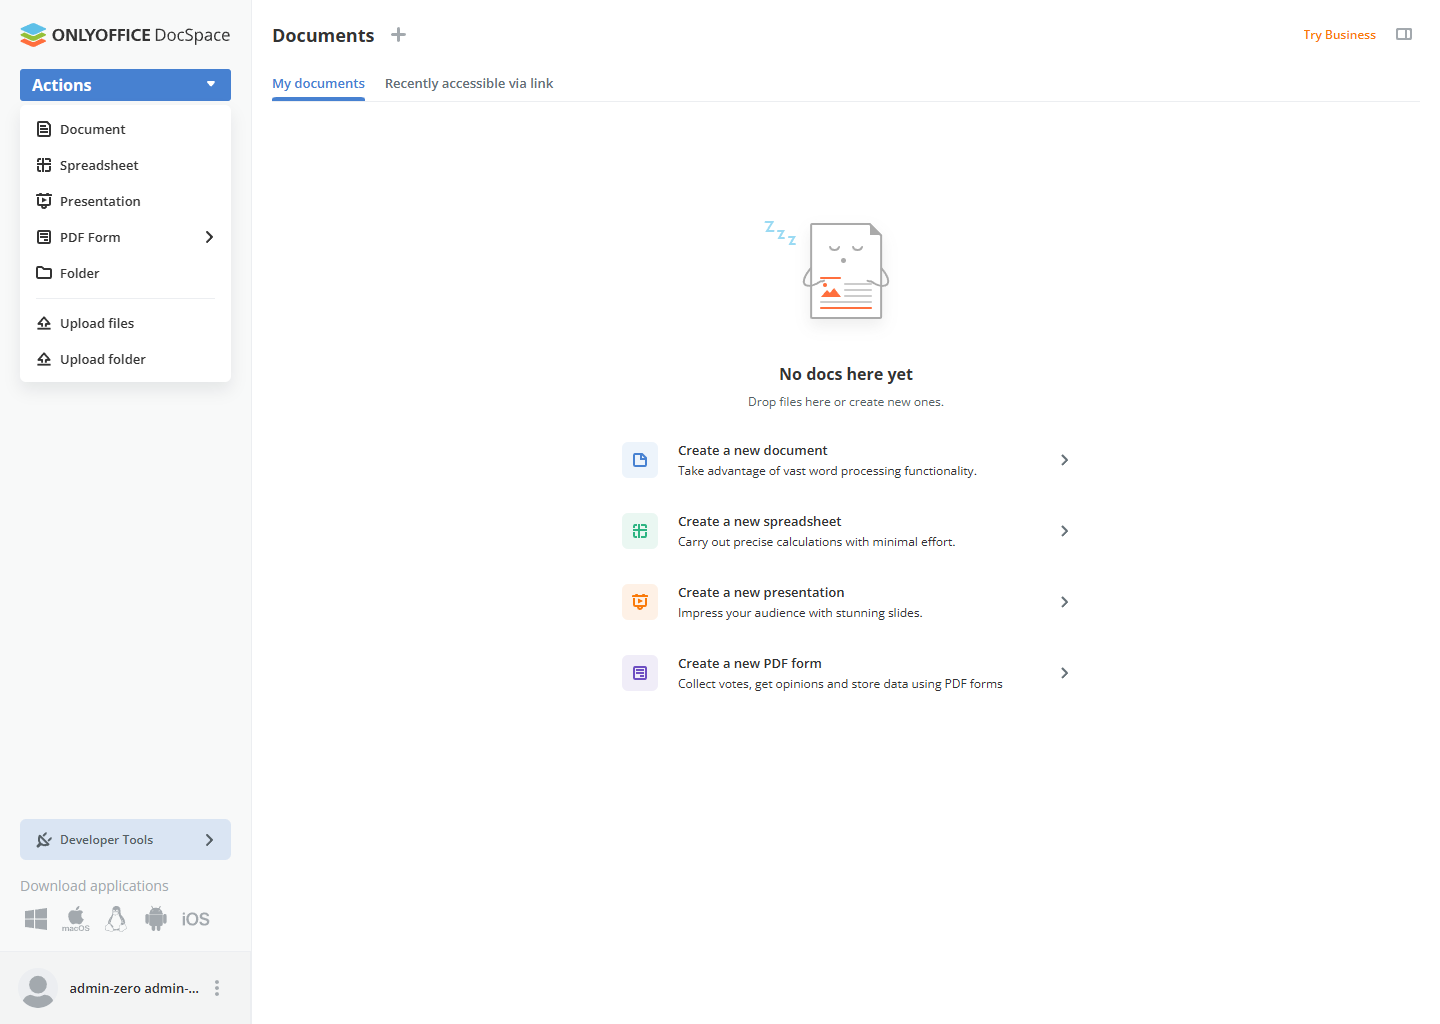 ONLYOFFICE DocSpace
Actions
Document
Spreadsheet
Presentation
PDF Form
Folder
Upload files
Upload folder
Developer Tools
Download applications
macOS
iOS
admin-zero admin-...
Documents
Try Business
My documents
Recently accessible via link
z z z
No docs here yet
Drop files here or create new ones.
Create a new document
Take advantage of vast word processing functionality.
Create a new spreadsheet
Carry out precise calculations with minimal effort.
Create a new presentation
Impress your audience with stunning slides.
Create a new PDF form
Collect votes, get opinions and store data using PDF forms